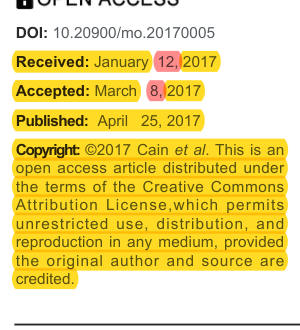 OPEN ACCESS
DOI: 10.20900/mo.20170005
Received: January 12, 2017
Accepted: March 8, 2017
Published: April 25, 2017
Copyright: ©2017 Cain et al. This is an
open access article distributed under
the terms of the Creative Commons
Attribution License,which permits
unrestricted use, distribution, and
reproduction in any medium, provided
the original author and source are
credited.